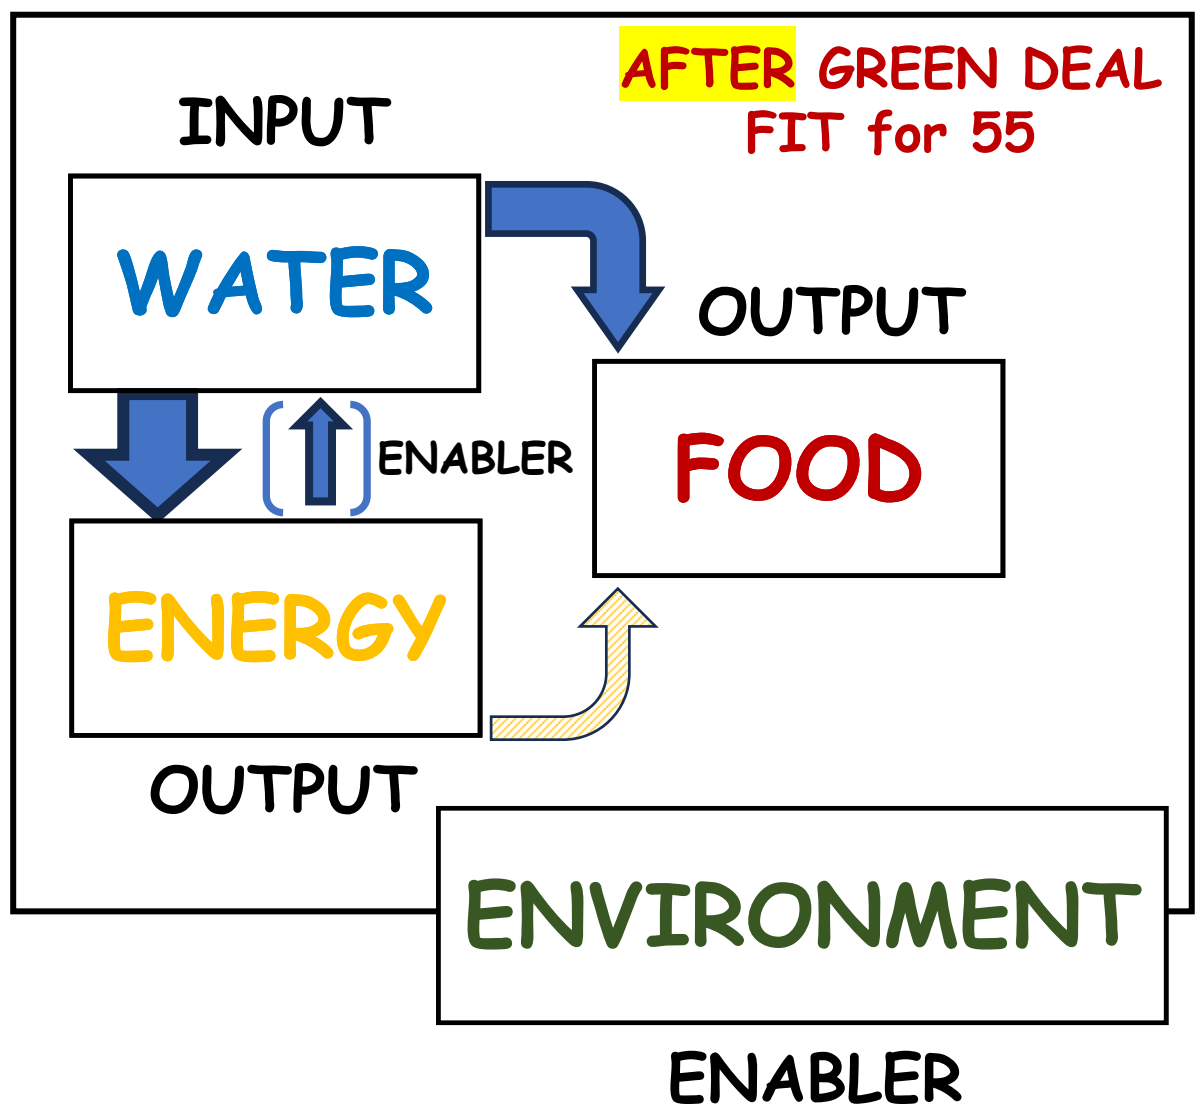 AFTER GREEN DEAL
FIT for 55
INPUT
WATER
OUTPUT
ENABLER
FOOD
ENERGY
OUTPUT
ENVIRONMENT
ENABLER